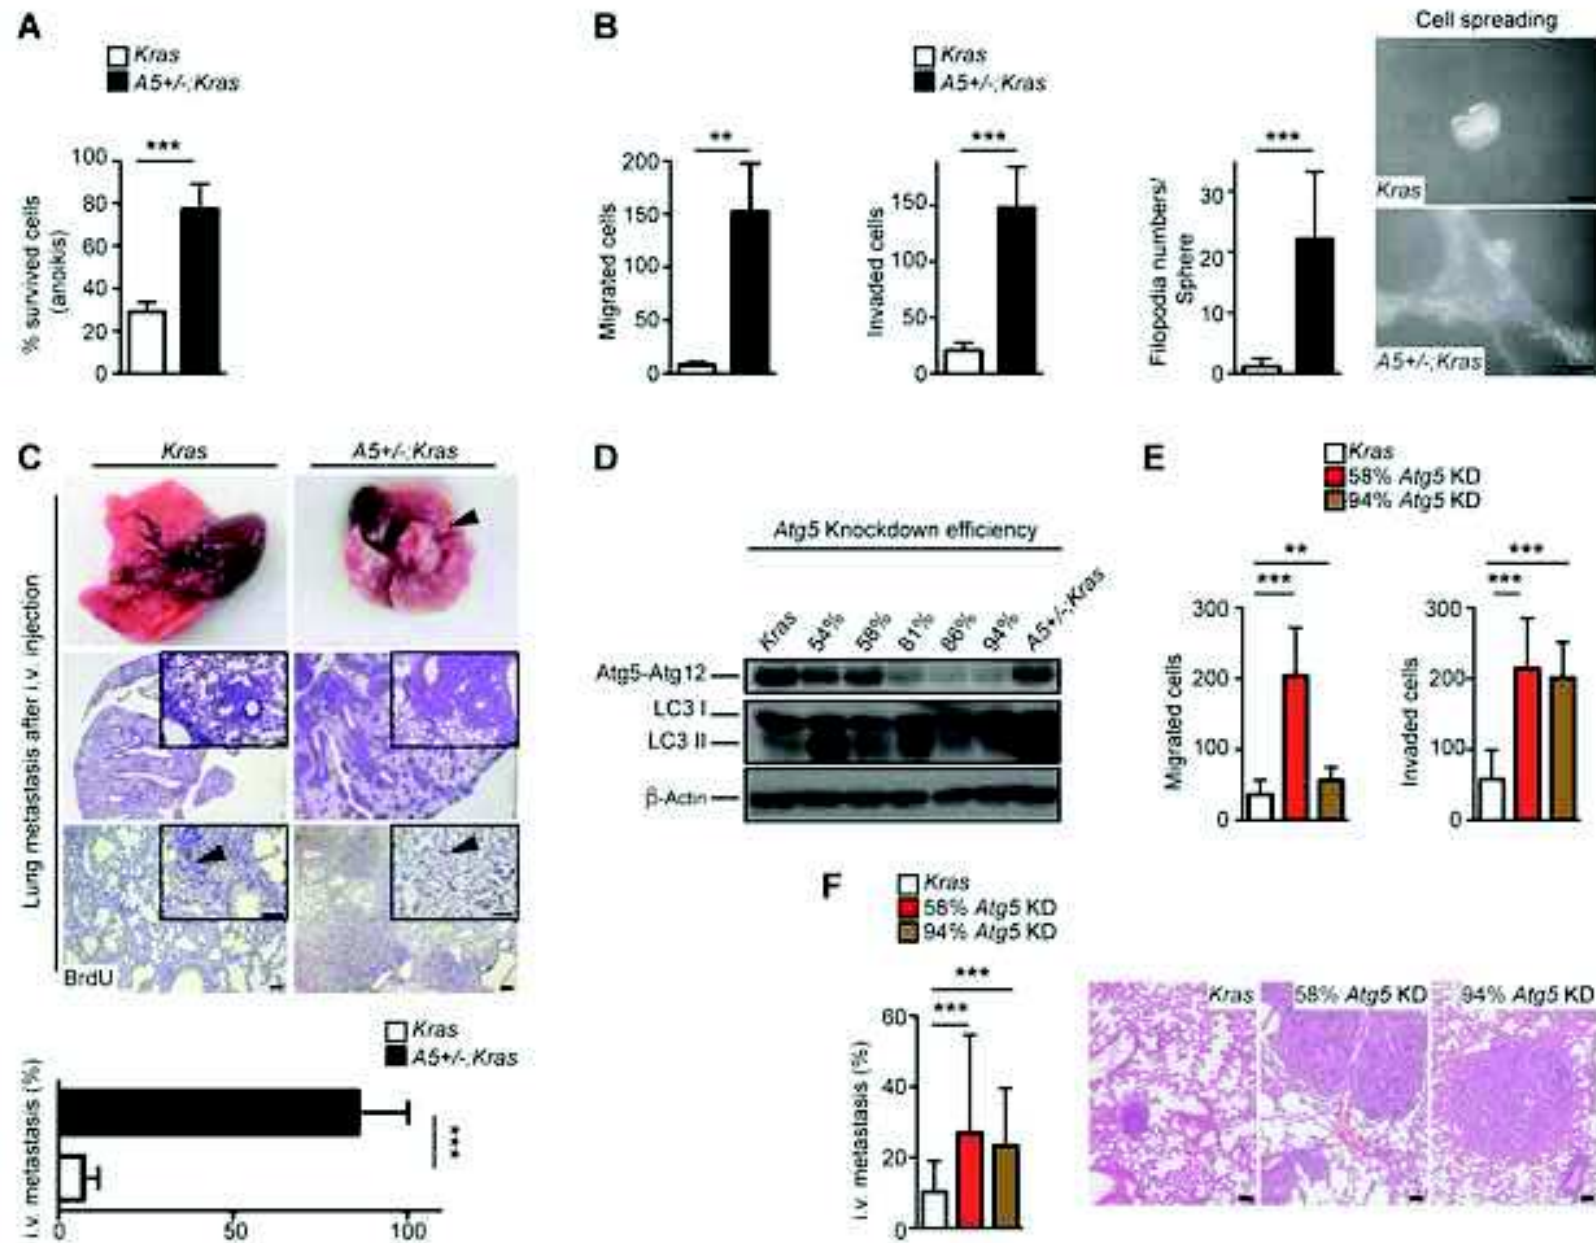 A
Kras
A5+/-;Kras
***
% survived cells
(anoikis)
100
80
60
40
20
0
B
Kras
A5+/-;Kras
**
Migrated cells
200
150
100
50
0
***
Invaded cells
150
100
50
0
***
Filopodia numbers/
Sphere
30
20
10
0
Cell spreading
Kras
A5+/-;Kras
C
Kras
A5+/-;Kras
Lung metastasis after i.v. injection
BrdU
Kras
A5+/-;Kras
i.v. metastasis (%)
***
0 50 100
D
Atg5 Knockdown efficiency
Kras 54% 58% 81% 86% 94% A5+/-;Kras
Atg5-Atg12
LC3 I
LC3 II
β-Actin
E
Kras
58% Atg5 KD
94% Atg5 KD
**
***
Migrated cells
300
200
100
0
***
***
Invaded cells
300
200
100
0
F
Kras
58% Atg5 KD
94% Atg5 KD
***
***
i.v. metastasis (%)
60
40
20
0
Kras 58% Atg5 KD 94% Atg5 KD